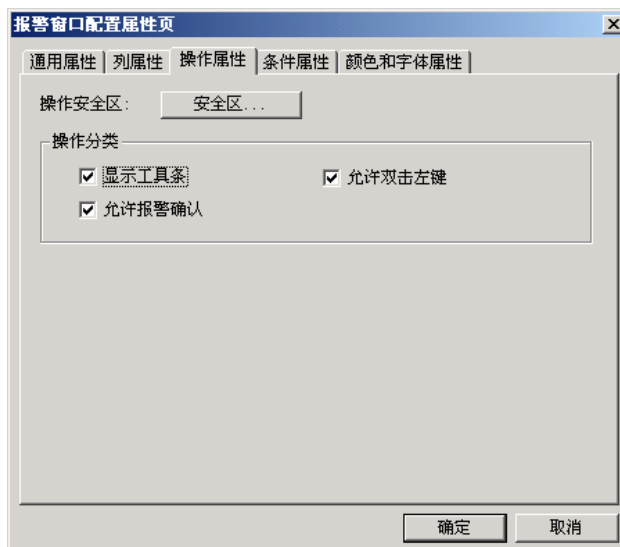 报警窗口配置属性页
通用属性 列属性 操作属性 条件属性 颜色和字体属性
操作安全区: 安全区...
操作分类
显示工具条 允许双击左键
允许报警确认
确定 取消